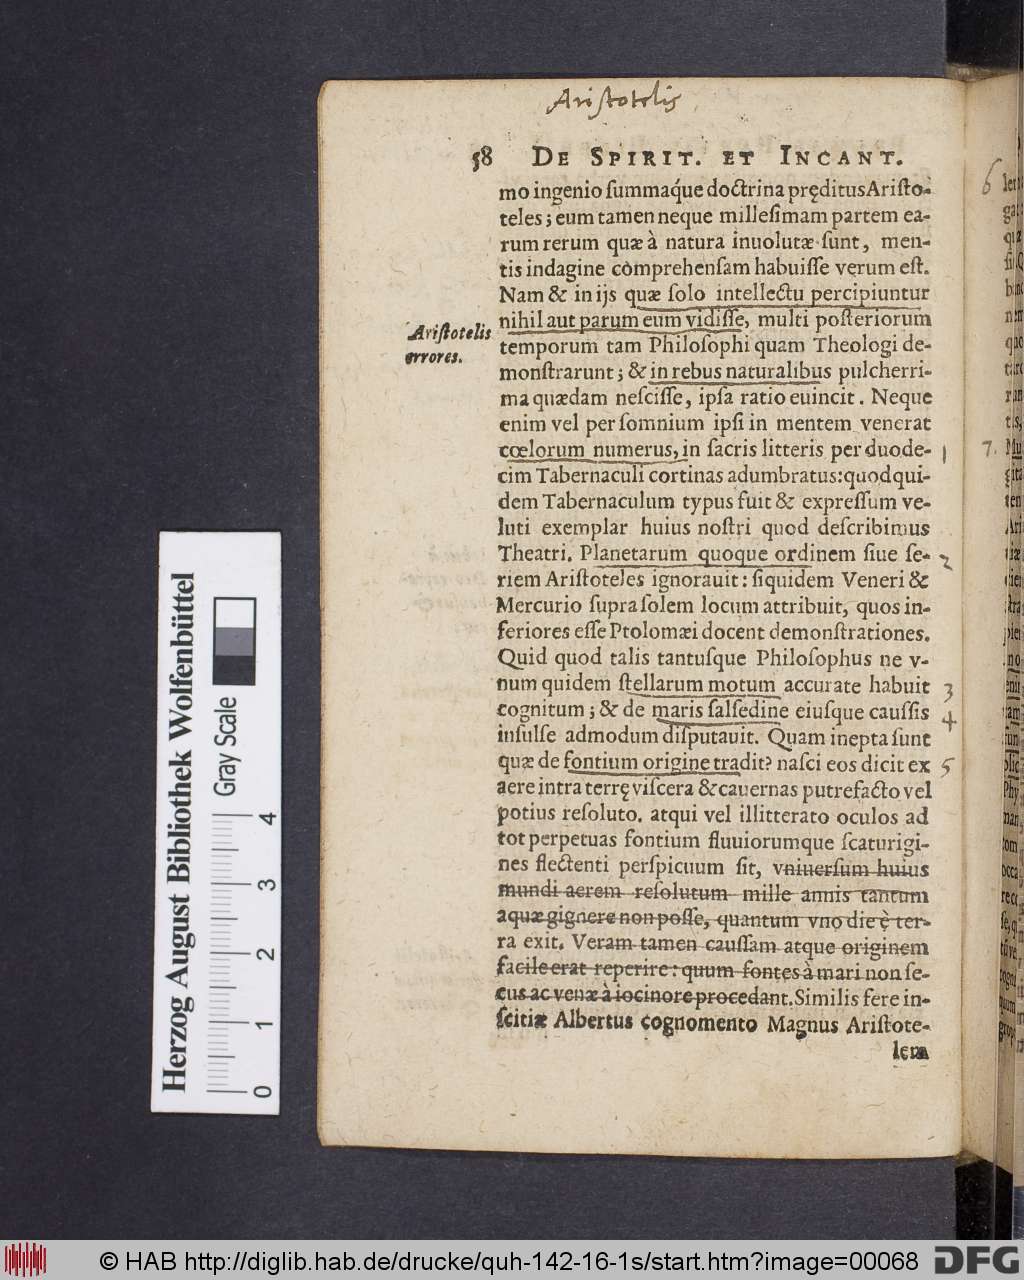 Aristotelis
58 DE SPIRIT. ET INCANT.
mo ingenio ſummaq́ue doctrina pręditus Ariſto-
teles; eum tamen neque milleſimam partem ea-
rum rerum quæ à natura inuolutæ ſunt, men-
tis indagine comprehenſam habuiſſe verum eſt.
Nam & in ijs quæ ſolo intellectu percipiuntur
nihil aut parum eum vidiſſe, multi poſteriorum
Ariſtotelis
errores.
temporum tam Philoſophi quam Theologi de-
monſtrarunt; & in rebus naturalibus pulcherri-
ma quædam neſciſſe, ipſa ratio euincit. Neque
enim vel per ſomnium ipſi in mentem venerat
cœlorum numerus, in ſacris litteris per duode- 1
cim Tabernaculi cortinas adumbratus: quod qui-
dem Tabernaculum typus fuit & expreſſum ve-
luti exemplar huius noſtri quod deſcribimus
Theatri. Planetarum quoque ordinem ſiue ſe- 2
riem Ariſtoteles ignorauit: ſiquidem Veneri &
Mercurio ſupra ſolem locum attribuit, quos in-
feriores eſſe Ptolomæi docent demonſtrationes.
Quid quod talis tantuſque Philoſophus ne v-
num quidem ſtellarum motum accurate habuit 3
cognitum; & de maris ſalſedine eiuſque cauſſis 4
inſulſe admodum diſputauit. Quam inepta ſunt
quæ de fontium origine tradit? naſci eos dicit ex 5
aere intra terrę viſcera & cauernas putrefacto vel
potius reſoluto. atqui vel illitterato oculos ad
tot perpetuas fontium fluuiorumque ſcaturigi-
nes flectenti perſpicuum ſit, vniuerſum huius
mundi aerem reſolutum mille annis tantum
aquæ gignere non poſſe, quantum vno die è ter-
ra exit. Veram tamen cauſſam atque originem
facile erat reperire: quum fontes à mari non ſe-
cus ac venæ à iocinore procedant. Similis fere in-
ſcitiæ Albertus cognomento Magnus Ariſtote-
lem
6
7.
Herzog August Bibliothek Wolfenbüttel
Gray Scale
0 1 2 3 4
© HAB http://diglib.hab.de/drucke/quh-142-16-1s/start.htm?image=00068
DFG